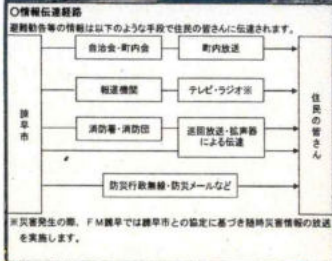 ○情報伝達経路
避難勧告等の情報は以下のような手段で住民の皆さんに伝達されます。
諫早市
自治会・町内会
町内放送
報道機関
テレビ・ラジオ※
消防署・消防団
巡回放送・拡声器
による伝達
防災行政無線・防災メールなど
住民の皆さん
※災害発生の際、FM諫早では諫早市との協定に基づき随時災害情報の放送
を実施します。